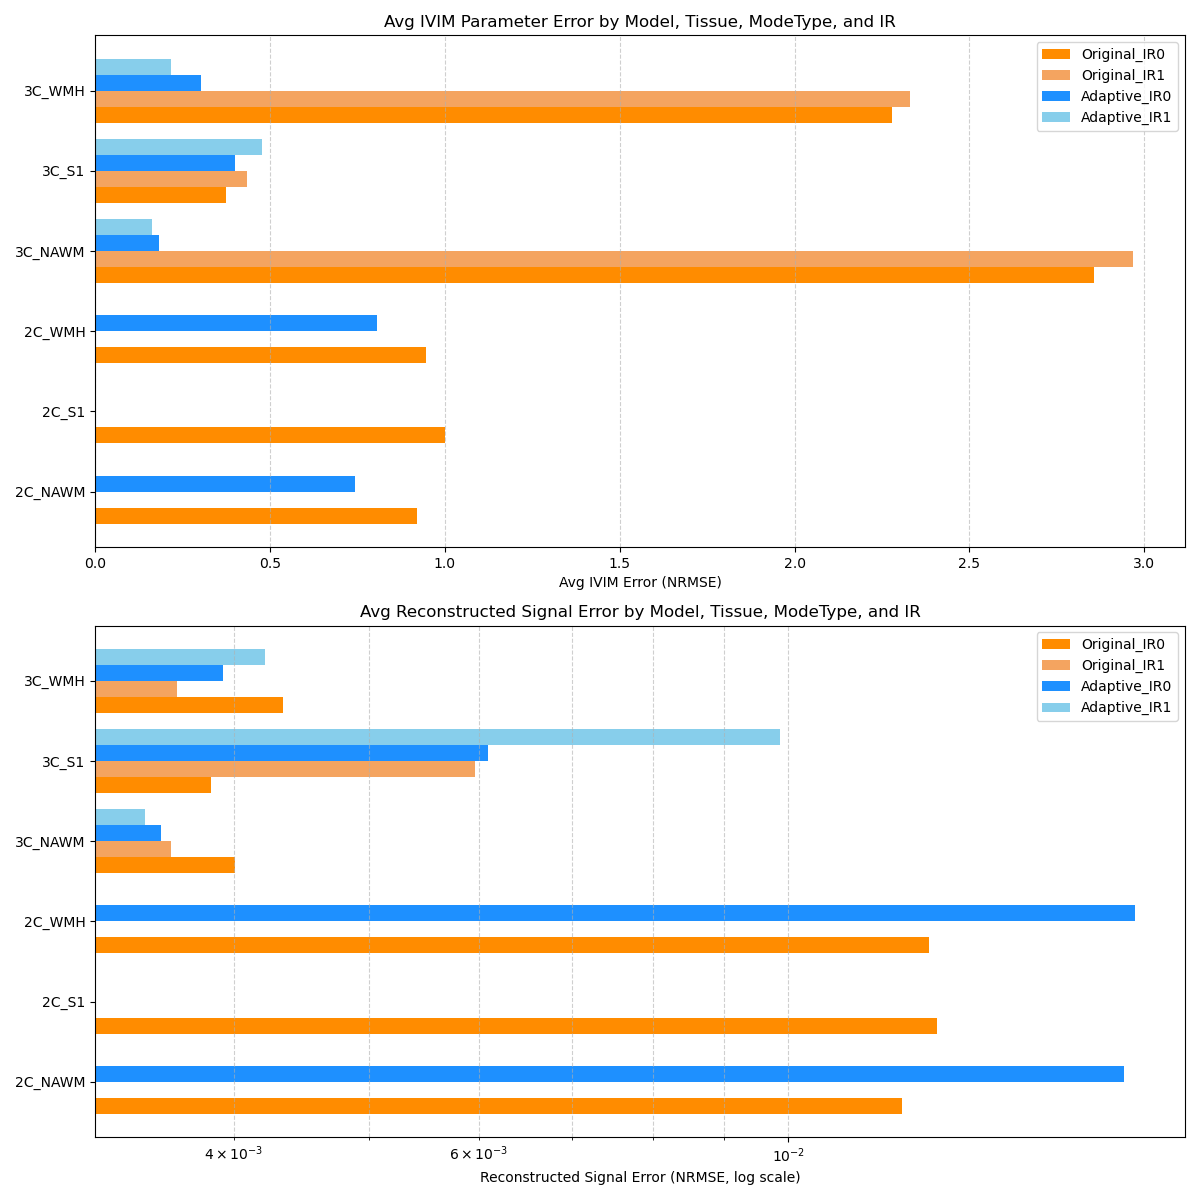 Avg IVIM Parameter Error by Model, Tissue, ModeType, and IR
Original_IR0
Original_IR1
Adaptive_IR0
Adaptive_IR1
3C_WMH
3C_S1
3C_NAWM
2C_WMH
2C_S1
2C_NAWM
0.0 0.5 1.0 1.5 2.0 2.5 3.0
Avg IVIM Error (NRMSE)
Avg Reconstructed Signal Error by Model, Tissue, ModeType, and IR
Original_IR0
Original_IR1
Adaptive_IR0
Adaptive_IR1
3C_WMH
3C_S1
3C_NAWM
2C_WMH
2C_S1
2C_NAWM
4 × 10⁻³ 6 × 10⁻³ 10⁻²
Reconstructed Signal Error (NRMSE, log scale)